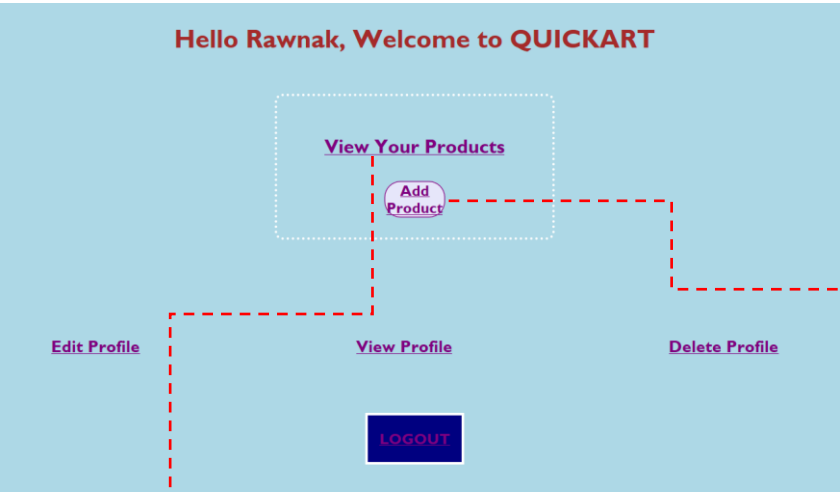 Hello Rawnak, Welcome to QUICKART
View Your Products
Add
Product
Edit Profile
View Profile
Delete Profile
LOGOUT